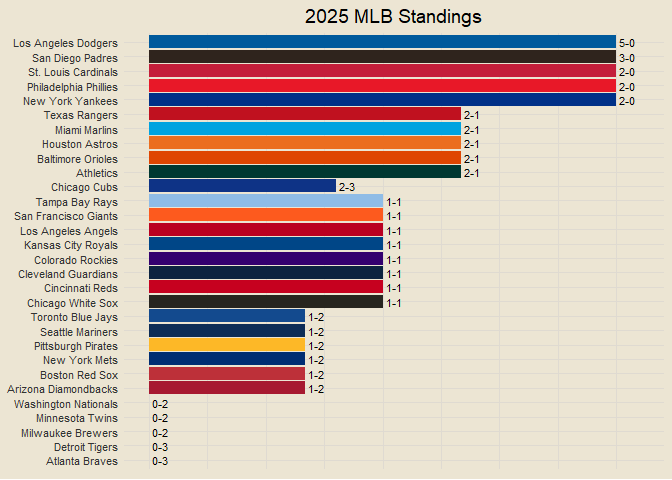 2025 MLB Standings
Los Angeles Dodgers 5-0
San Diego Padres 3-0
St. Louis Cardinals 2-0
Philadelphia Phillies 2-0
New York Yankees 2-0
Texas Rangers 2-1
Miami Marlins 2-1
Houston Astros 2-1
Baltimore Orioles 2-1
Athletics 2-1
Chicago Cubs 2-3
Tampa Bay Rays 1-1
San Francisco Giants 1-1
Los Angeles Angels 1-1
Kansas City Royals 1-1
Colorado Rockies 1-1
Cleveland Guardians 1-1
Cincinnati Reds 1-1
Chicago White Sox 1-1
Toronto Blue Jays 1-2
Seattle Mariners 1-2
Pittsburgh Pirates 1-2
New York Mets 1-2
Boston Red Sox 1-2
Arizona Diamondbacks 1-2
Washington Nationals 0-2
Minnesota Twins 0-2
Milwaukee Brewers 0-2
Detroit Tigers 0-3
Atlanta Braves 0-3